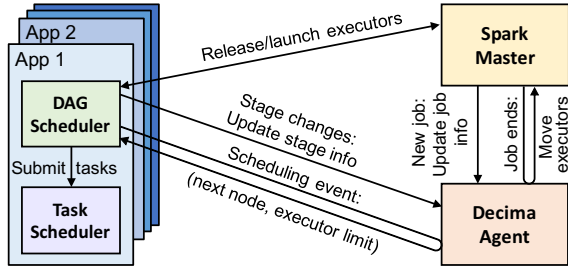 App 2
App 1
DAG
Scheduler
Submit tasks
Task
Scheduler
Release/launch executors
Stage changes:
Update stage info
Scheduling event:
(next node, executor limit)
Spark
Master
New job:
Update job
info
Job ends:
Move
executors
Decima
Agent